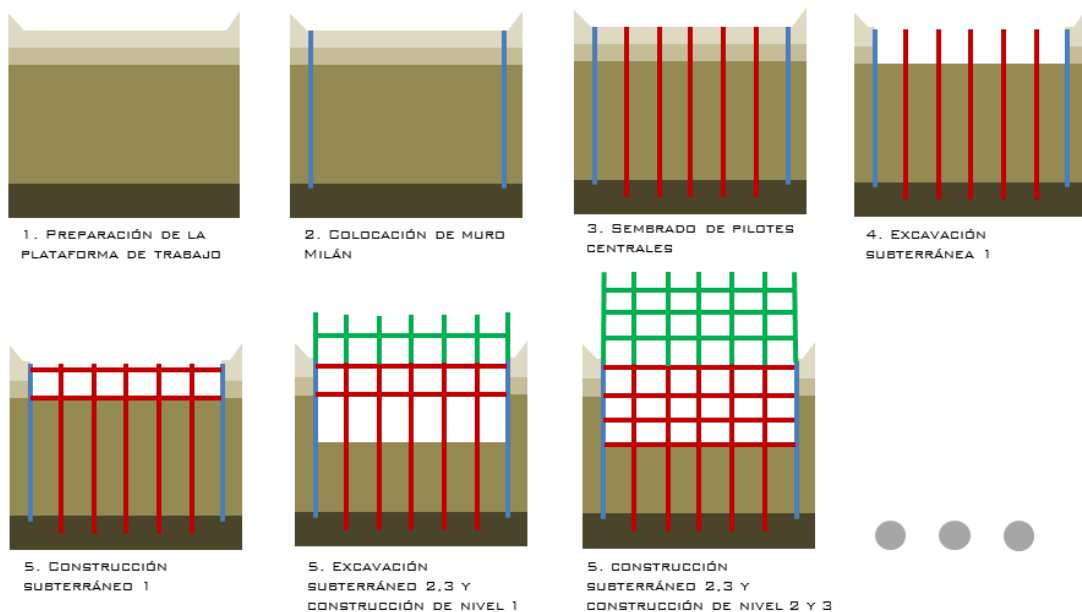 1. Preparación de la
plataforma de trabajo
2. Colocación de muro
Milán
3. Sembrado de pilotes
centrales
4. Excavación
subterránea 1
5. Construcción
subterráneo 1
5. Excavación
subterráneo 2,3 y
construcción de nivel 1
5. construcción
subterráneo 2,3 y
construcción de nivel 2 y 3